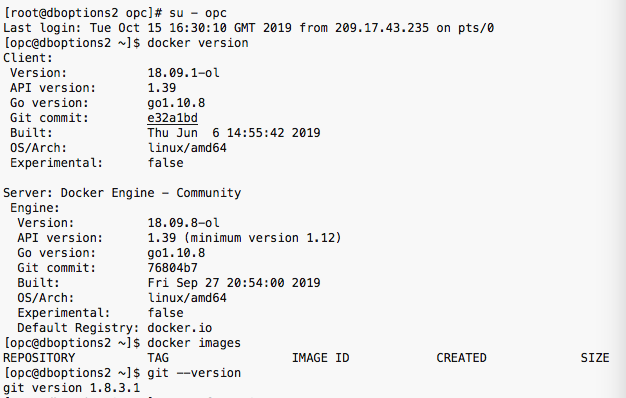 [root@dboptions2 opc]# su - opc
Last login: Tue Oct 15 16:30:10 GMT 2019 from 209.17.43.235 on pts/0
[opc@dboptions2 ~]$ docker version
Client:
 Version:           18.09.1-ol
 API version:       1.39
 Go version:        go1.10.8
 Git commit:        e32a1bd
 Built:             Thu Jun  6 14:55:42 2019
 OS/Arch:           linux/amd64
 Experimental:      false

Server: Docker Engine - Community
 Engine:
  Version:          18.09.8-ol
  API version:      1.39 (minimum version 1.12)
  Go version:       go1.10.8
  Git commit:       76804b7
  Built:            Fri Sep 27 20:54:00 2019
  OS/Arch:          linux/amd64
  Experimental:     false
  Default Registry: docker.io
[opc@dboptions2 ~]$ docker images
REPOSITORY          TAG                 IMAGE ID            CREATED             SIZE
[opc@dboptions2 ~]$ git --version
git version 1.8.3.1